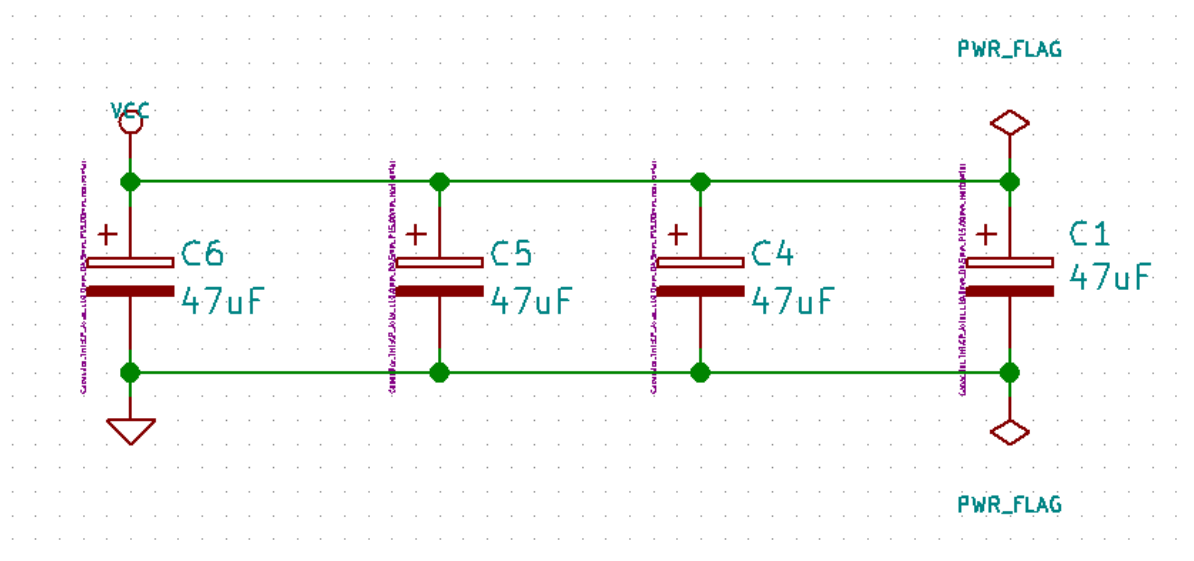 PWR_FLAG
VCC
+
C6
47uF
+
C5
47uF
+
C4
47uF
+
C1
47uF
PWR_FLAG